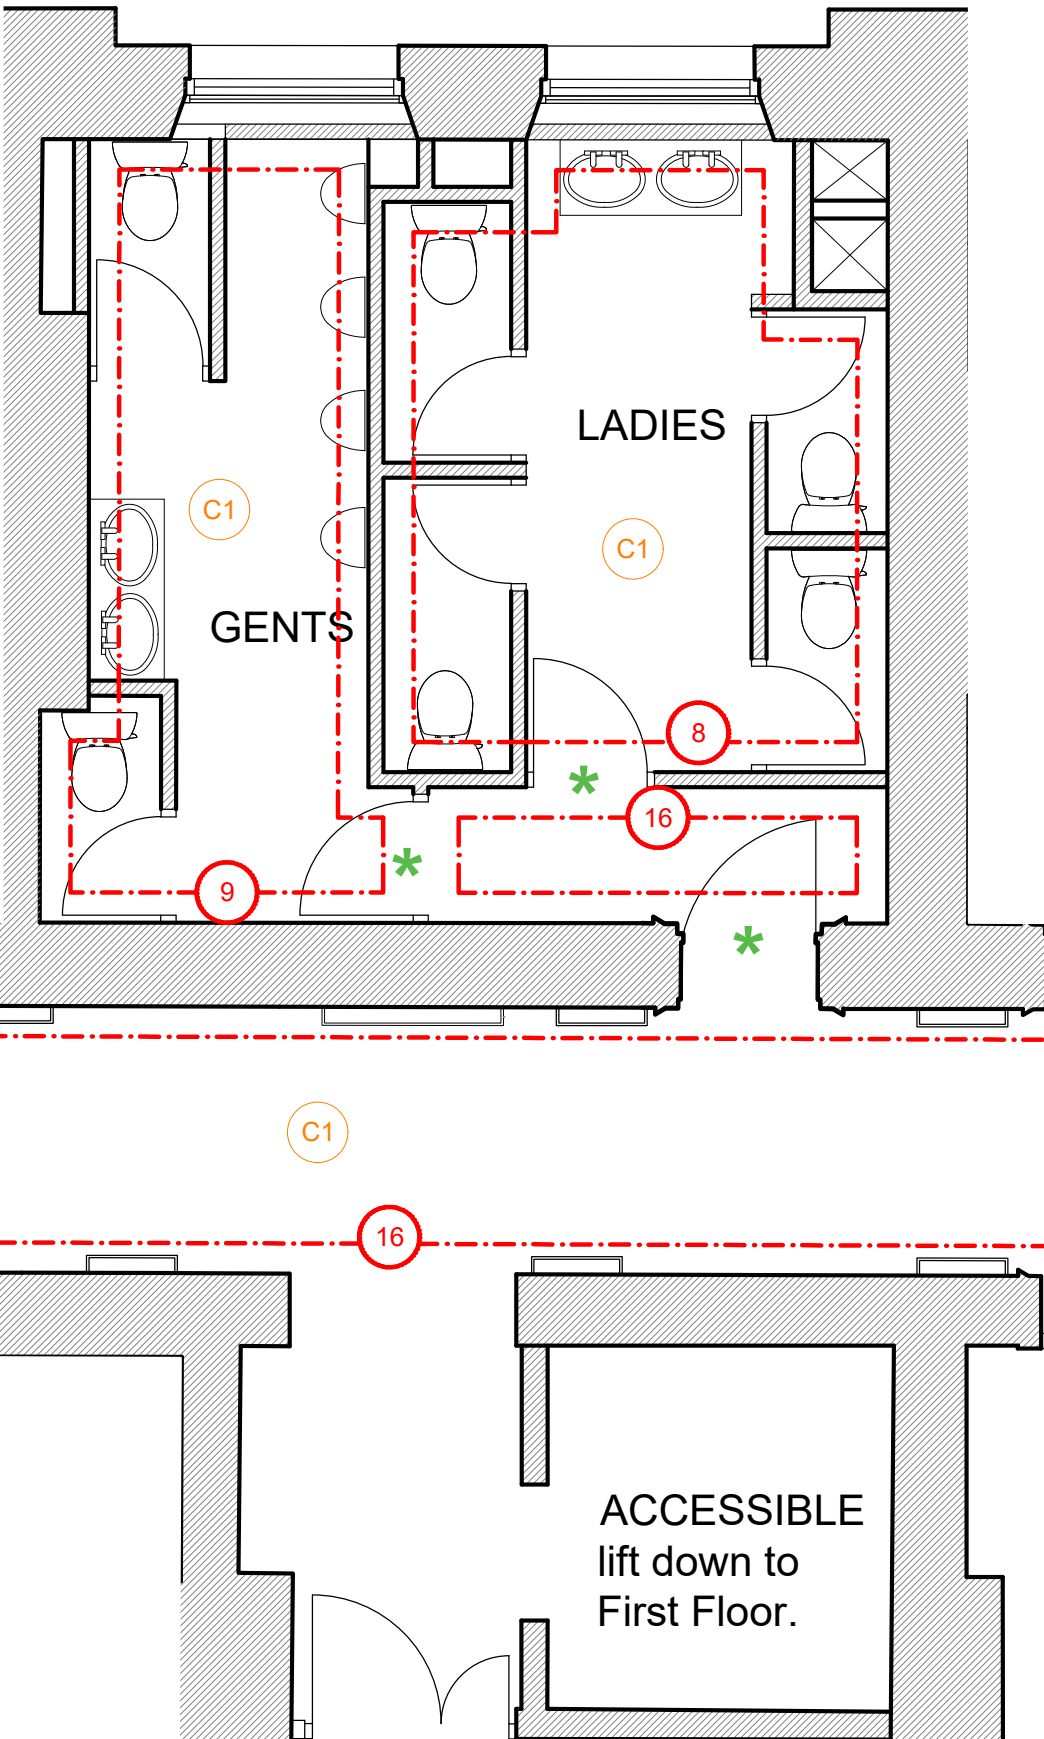 LADIES
C1
C1
GENTS
8
16
9
*
*
*
C1
16
ACCESSIBLE
lift down to
First Floor.